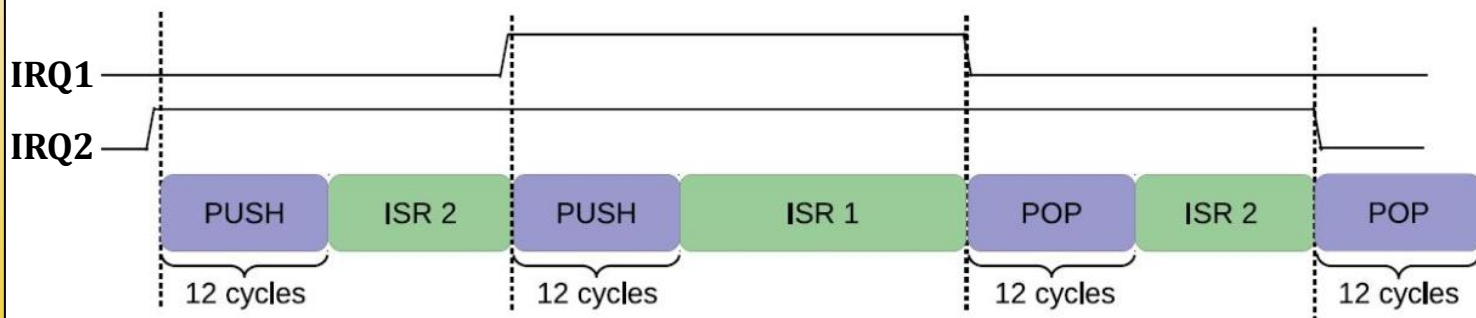 IRQ1
IRQ2
PUSH ISR 2 PUSH ISR 1 POP ISR 2 POP
12 cycles 12 cycles 12 cycles 12 cycles